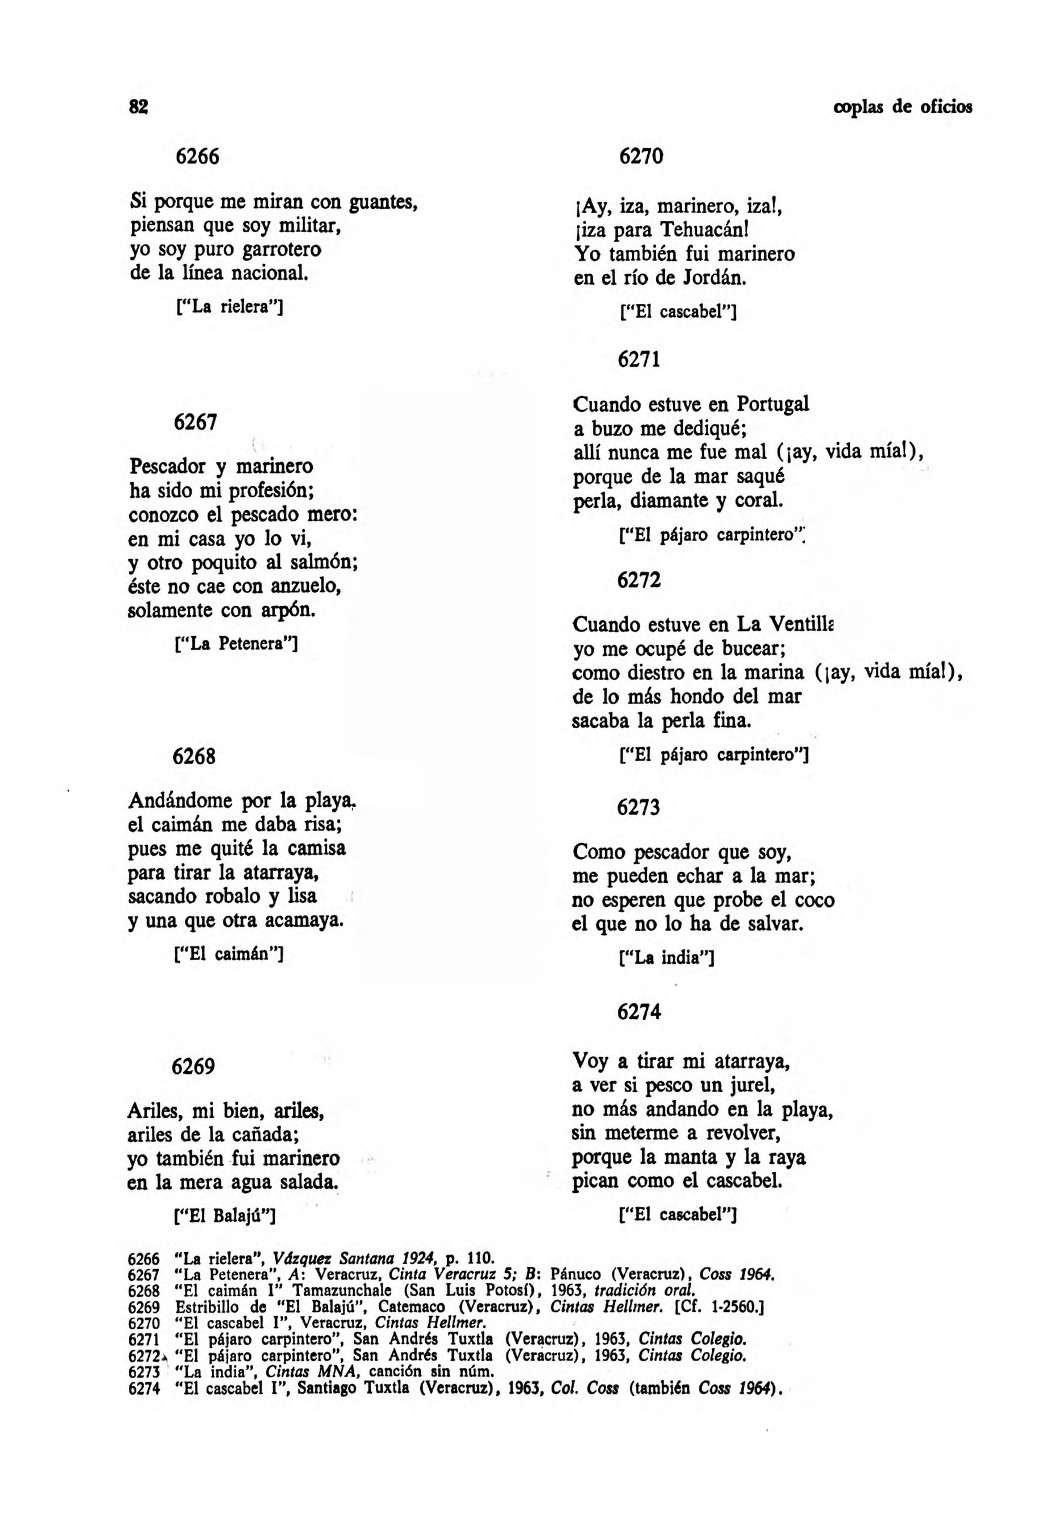 82
coplas de oficios
6266
Si porque me miran con guantes,
piensan que soy militar,
yo soy puro garrotero
de la línea nacional.
["La rielera"]
6267
Pescador y marinero
ha sido mi profesión;
conozco el pescado mero:
en mi casa yo lo vi,
y otro poquito al salmón;
éste no cae con anzuelo,
solamente con arpón.
["La Petenera"]
6268
Andándome por la playa,
el caimán me daba risa;
pues me quité la camisa
para tirar la atarraya,
sacando robalo y lisa
y una que otra acamaya.
["El caimán"]
6269
Ariles, mi bien, ariles,
ariles de la cañada;
yo también fui marinero
en la mera agua salada.
["El Balajú"]
6270
¡Ay, iza, marinero, iza!,
¡iza para Tehuacán!
Yo también fui marinero
en el río de Jordán.
["El cascabel"]
6271
Cuando estuve en Portugal
a buzo me dediqué;
allí nunca me fue mal (¡ay, vida mía!),
porque de la mar saqué
perla, diamante y coral.
["El pájaro carpintero"]
6272
Cuando estuve en La Ventilla
yo me ocupé de bucear;
como diestro en la marina (¡ay, vida mía!),
de lo más hondo del mar
sacaba la perla fina.
["El pájaro carpintero"]
6273
Como pescador que soy,
me pueden echar a la mar;
no esperen que probe el coco
el que no lo ha de salvar.
["La india"]
6274
Voy a tirar mi atarraya,
a ver si pesco un jurel,
no más andando en la playa,
sin meterme a revolver,
porque la manta y la raya
pican como el cascabel.
["El cascabel"]
6266 "La rielera", Vázquez Santana 1924, p. 110.
6267 "La Petenera", A: Veracruz, Cinta Veracruz 5; B: Pánuco (Veracruz), Coss 1964.
6268 "El caimán I" Tamazunchale (San Luis Potosí), 1963, tradición oral.
6269 Estribillo de "El Balajú", Catemaco (Veracruz), Cintas Hellmer. [Cf. 1-2560.]
6270 "El cascabel I", Veracruz, Cintas Hellmer.
6271 "El pájaro carpintero", San Andrés Tuxtla (Veracruz), 1963, Cintas Colegio.
6272 "El pájaro carpintero", San Andrés Tuxtla (Veracruz), 1963, Cintas Colegio.
6273 "La india", Cintas MNA, canción sin núm.
6274 "El cascabel I", Santiago Tuxtla (Veracruz), 1963, Col. Coss (también Coss 1964).